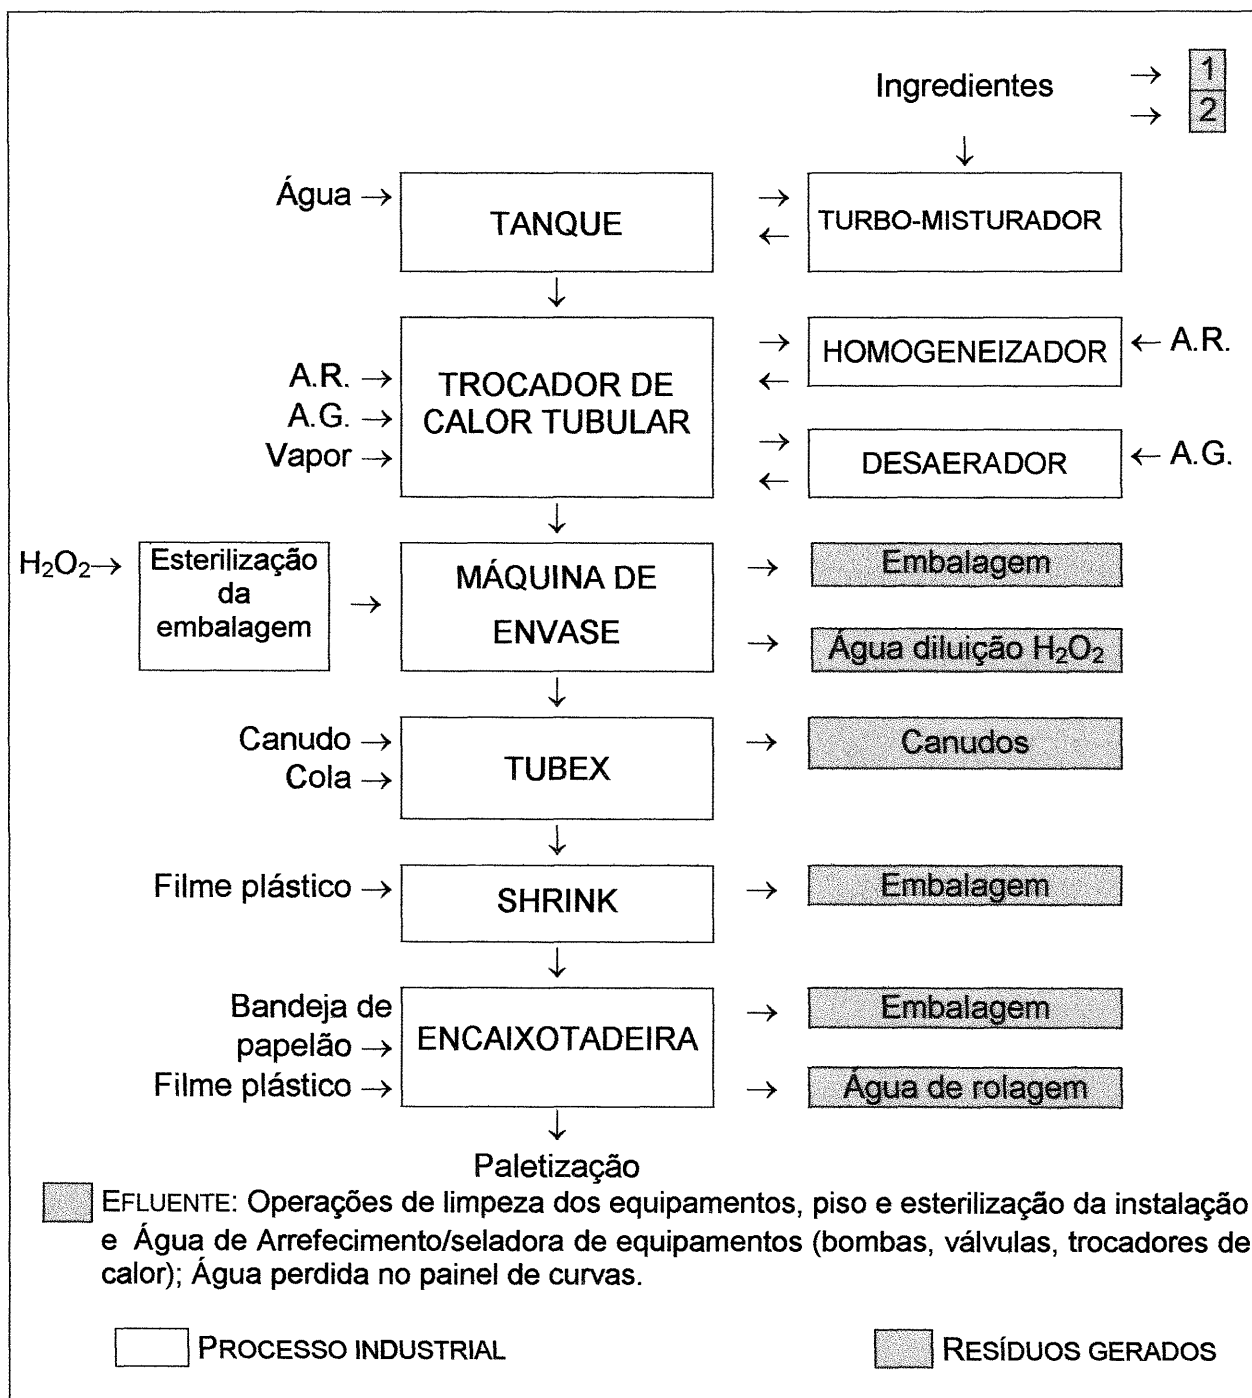 Ingredientes → 1
→ 2
↓
Água → TANQUE → ← TURBO-MISTURADOR
↓
A.R. →
A.G. →
Vapor →
TROCADOR DE
CALOR TUBULAR
→ ← HOMOGENEIZADOR ← A.R.
→ ← DESAERADOR ← A.G.
↓
H₂O₂→
Esterilização
da
embalagem
→
MÁQUINA DE
ENVASE
→ Embalagem
→ Água diluição H₂O₂
↓
Canudo →
Cola →
TUBEX
→ Canudos
↓
Filme plástico → SHRINK → Embalagem
↓
Bandeja de
papelão →
Filme plástico →
ENCAIXOTADEIRA
→ Embalagem
→ Água de rolagem
↓
Paletização
EFLUENTE: Operações de limpeza dos equipamentos, piso e esterilização da instalação
e Água de Arrefecimento/seladora de equipamentos (bombas, válvulas, trocadores de
calor); Água perdida no painel de curvas.
PROCESSO INDUSTRIAL RESÍDUOS GERADOS